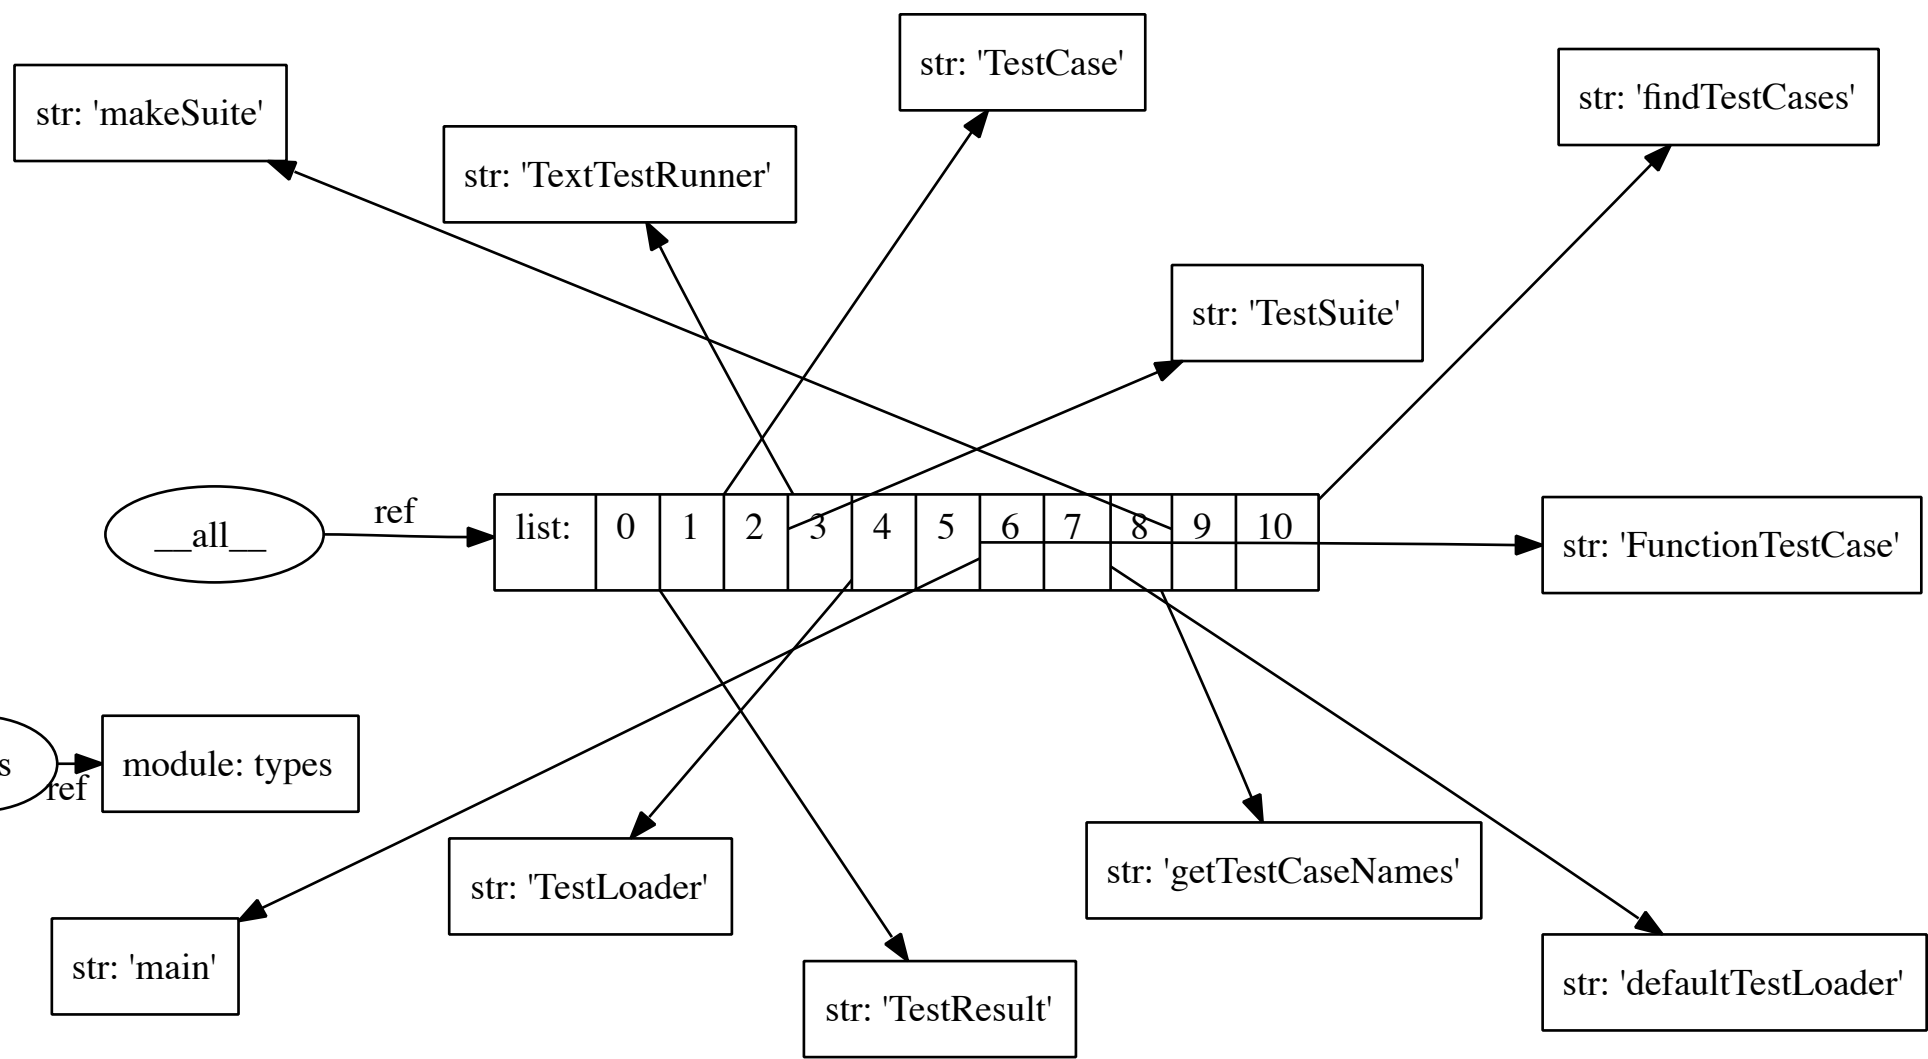 str: 'TestCase'
str: 'makeSuite'
str: 'findTestCases'
str: 'TextTestRunner'
str: 'TestSuite'
ref
__all__
list: 0 1 2 3 4 5 6 7 8 9 10
str: 'FunctionTestCase'
s
ref
module: types
str: 'getTestCaseNames'
str: 'TestLoader'
str: 'main'
str: 'defaultTestLoader'
str: 'TestResult'